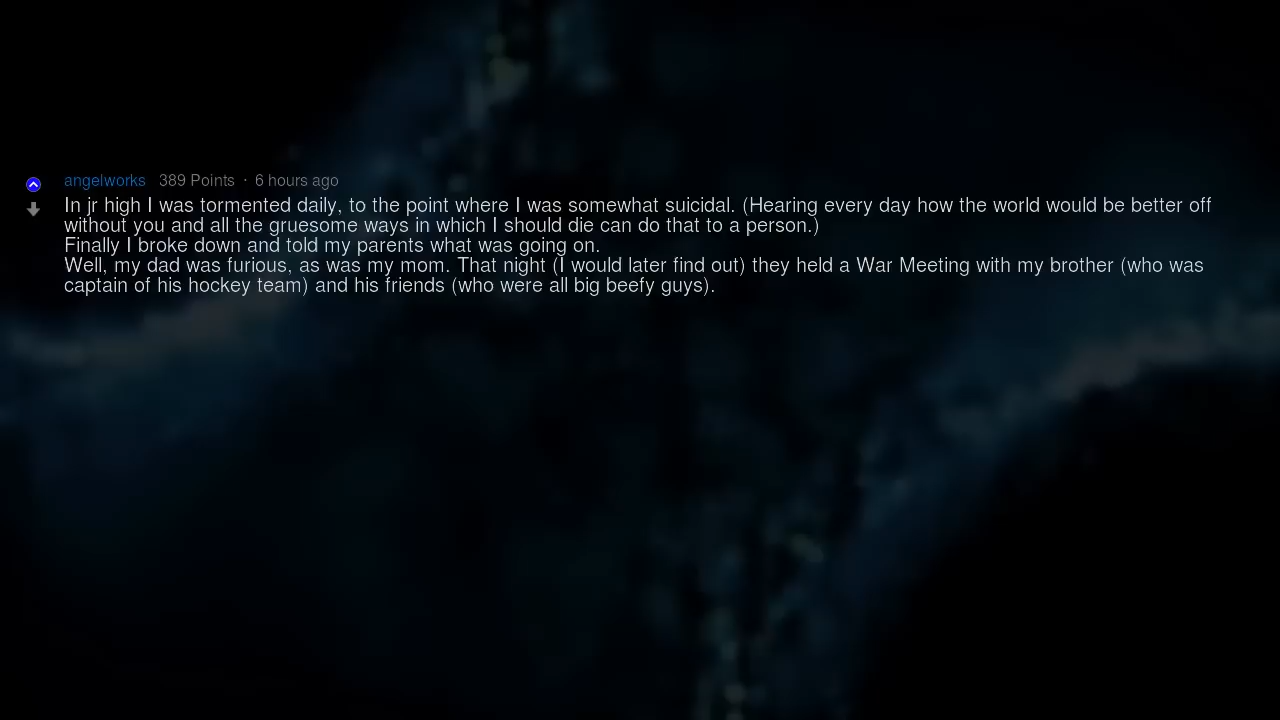 angelworks 389 Points · 6 hours ago
In jr high I was tormented daily, to the point where I was somewhat suicidal. (Hearing every day how the world would be better off
without you and all the gruesome ways in which I should die can do that to a person.)
Finally I broke down and told my parents what was going on.
Well, my dad was furious, as was my mom. That night (I would later find out) they held a War Meeting with my brother (who was
captain of his hockey team) and his friends (who were all big beefy guys).